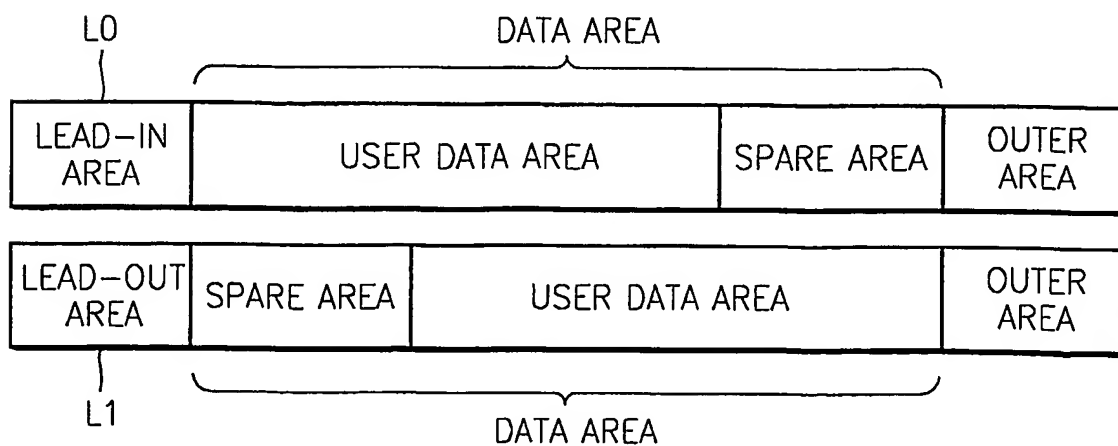 L0
DATA AREA
LEAD-IN
AREA
USER DATA AREA
SPARE AREA
OUTER
AREA
LEAD-OUT
AREA
SPARE AREA
USER DATA AREA
OUTER
AREA
L1
DATA AREA